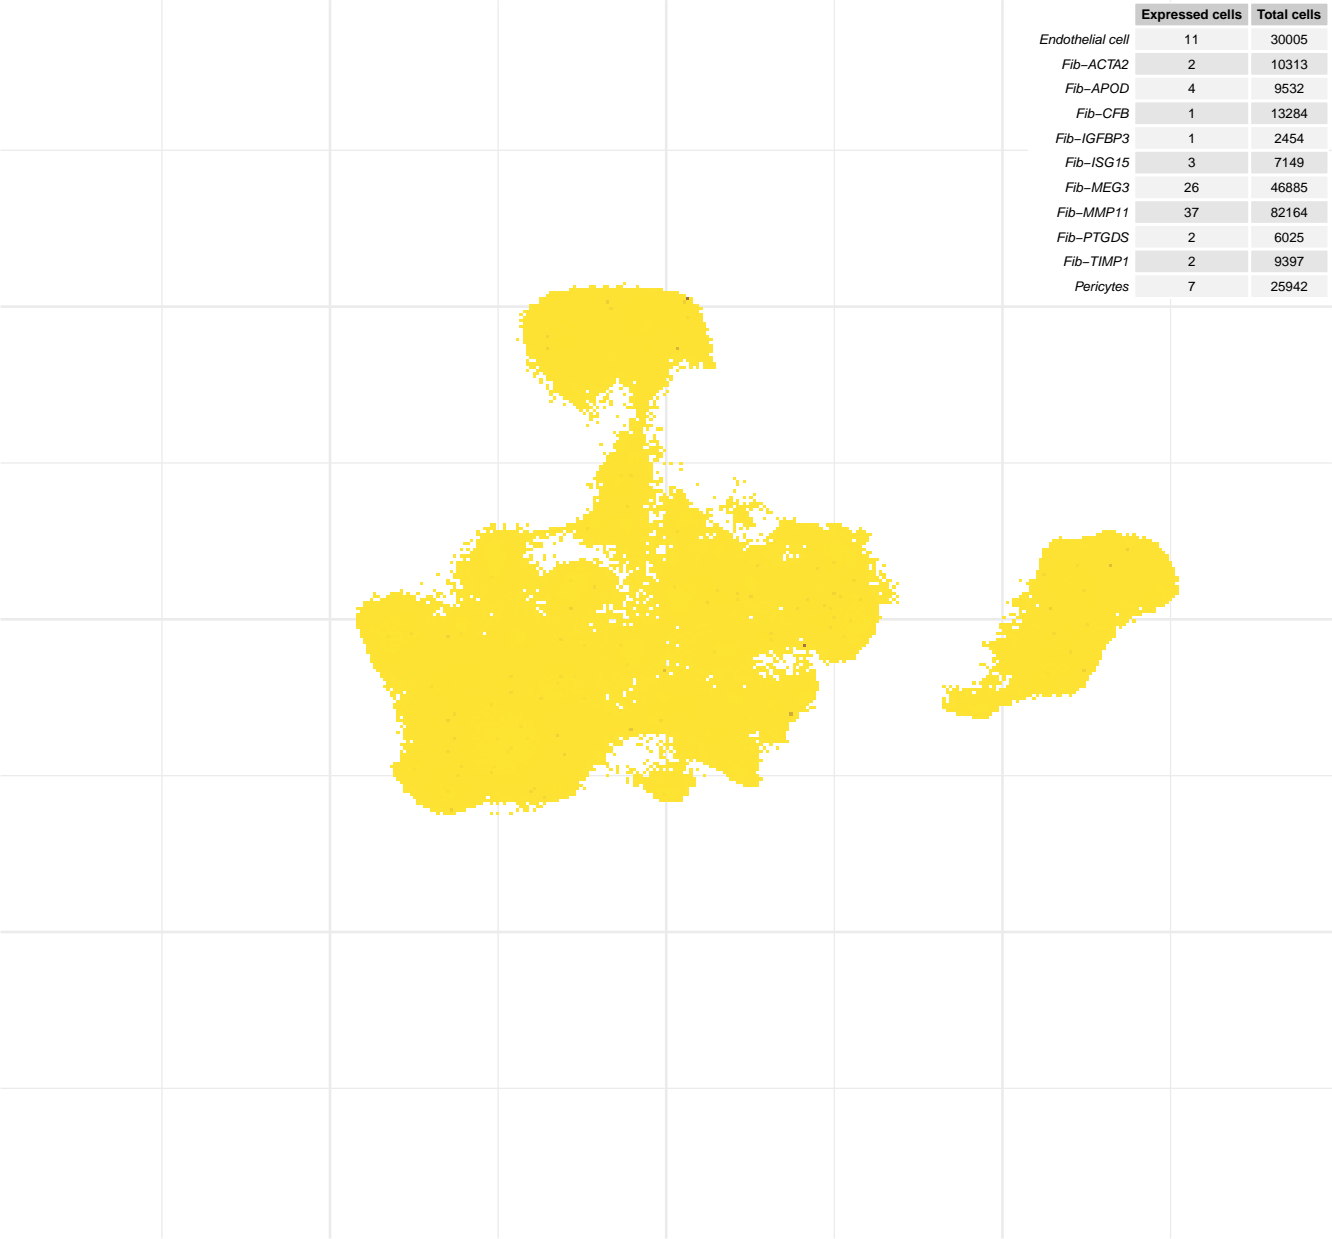 Expressed cells Total cells
Endothelial cell 11 30005
Fib−ACTA2 2 10313
Fib−APOD 4 9532
Fib−CFB 1 13284
Fib−IGFBP3 1 2454
Fib−ISG15 3 7149
Fib−MEG3 26 46885
Fib−MMP11 37 82164
Fib−PTGDS 2 6025
Fib−TIMP1 2 9397
Pericytes 7 25942